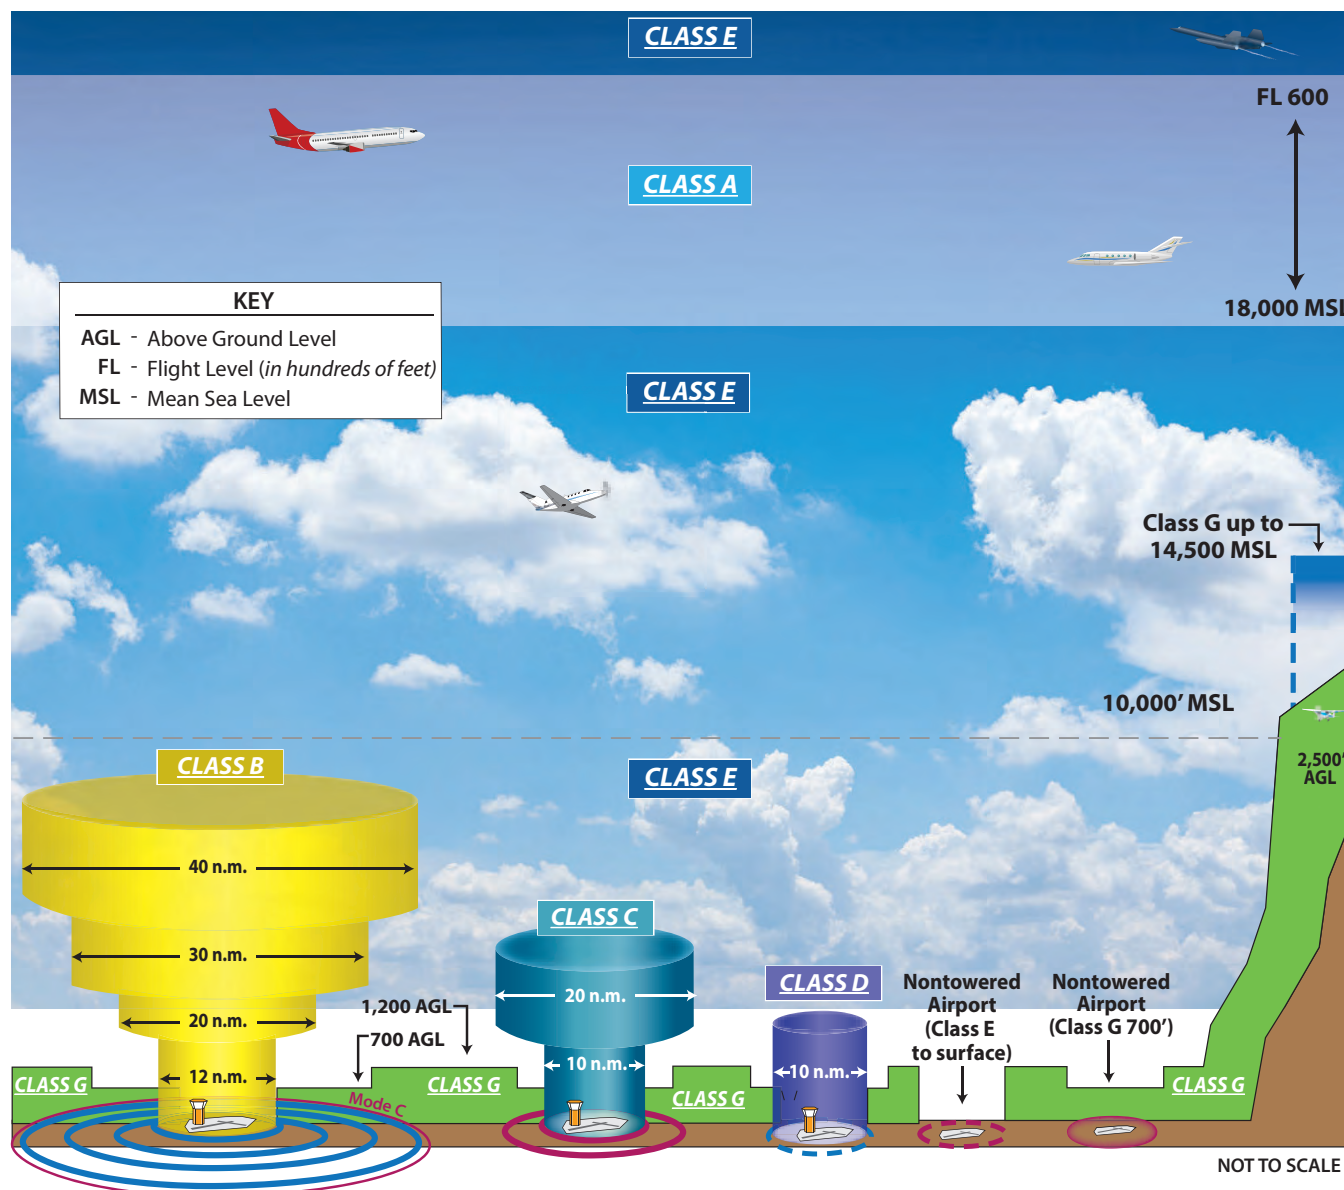 CLASS E
FL 600
CLASS A
18,000 MSL
KEY
AGL - Above Ground Level
FL - Flight Level (in hundreds of feet)
MSL - Mean Sea Level
CLASS E
Class G up to
14,500 MSL
10,000’ MSL
CLASS B
CLASS E
2,500’
AGL
40 n.m.
CLASS C
30 n.m.
CLASS D
Nontowered
Airport
(Class E
to surface)
Nontowered
Airport
(Class G 700’)
20 n.m.
1,200 AGL
20 n.m.
700 AGL
10 n.m.
10 n.m.
12 n.m.
CLASS G
CLASS G
CLASS G
CLASS G
Mode C
NOT TO SCALE